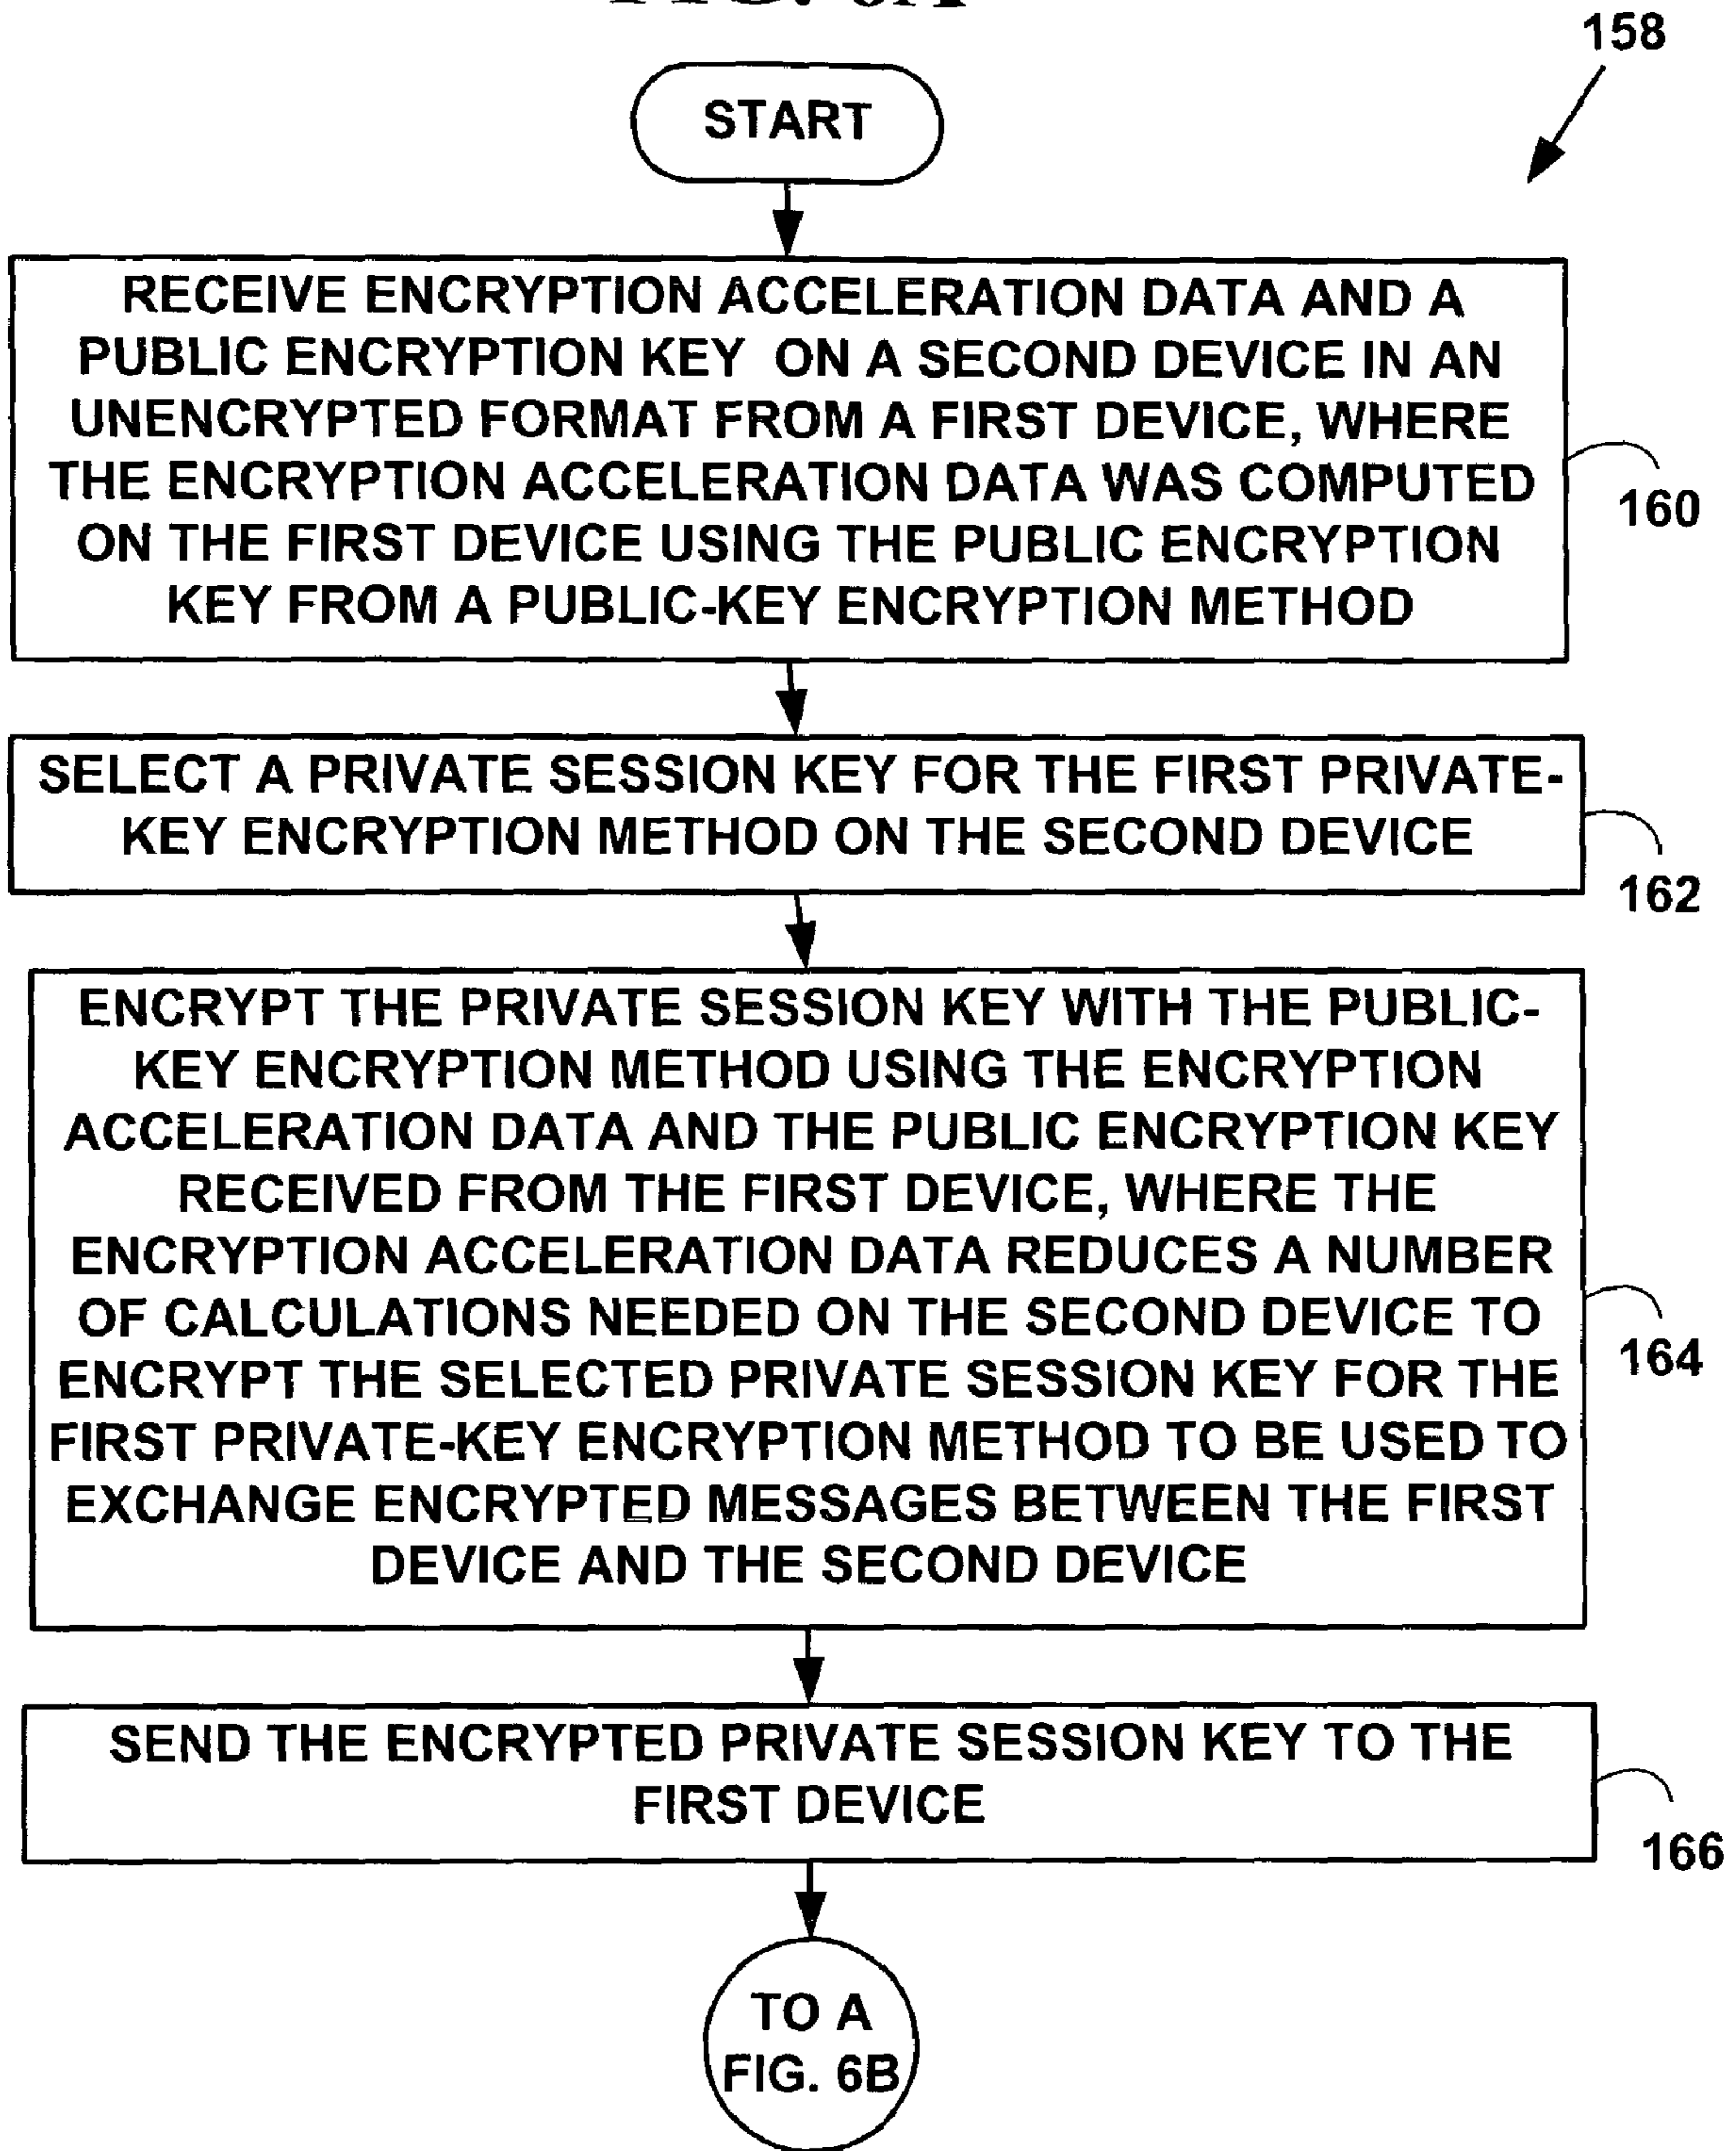 158
START
RECEIVE ENCRYPTION ACCELERATION DATA AND A
PUBLIC ENCRYPTION KEY ON A SECOND DEVICE IN AN
UNENCRYPTED FORMAT FROM A FIRST DEVICE, WHERE
THE ENCRYPTION ACCELERATION DATA WAS COMPUTED
ON THE FIRST DEVICE USING THE PUBLIC ENCRYPTION
KEY FROM A PUBLIC-KEY ENCRYPTION METHOD
160
SELECT A PRIVATE SESSION KEY FOR THE FIRST PRIVATE-
KEY ENCRYPTION METHOD ON THE SECOND DEVICE
162
ENCRYPT THE PRIVATE SESSION KEY WITH THE PUBLIC-
KEY ENCRYPTION METHOD USING THE ENCRYPTION
ACCELERATION DATA AND THE PUBLIC ENCRYPTION KEY
RECEIVED FROM THE FIRST DEVICE, WHERE THE
ENCRYPTION ACCELERATION DATA REDUCES A NUMBER
OF CALCULATIONS NEEDED ON THE SECOND DEVICE TO
ENCRYPT THE SELECTED PRIVATE SESSION KEY FOR THE
FIRST PRIVATE-KEY ENCRYPTION METHOD TO BE USED TO
EXCHANGE ENCRYPTED MESSAGES BETWEEN THE FIRST
DEVICE AND THE SECOND DEVICE
164
SEND THE ENCRYPTED PRIVATE SESSION KEY TO THE
FIRST DEVICE
166
TO A
FIG. 6B